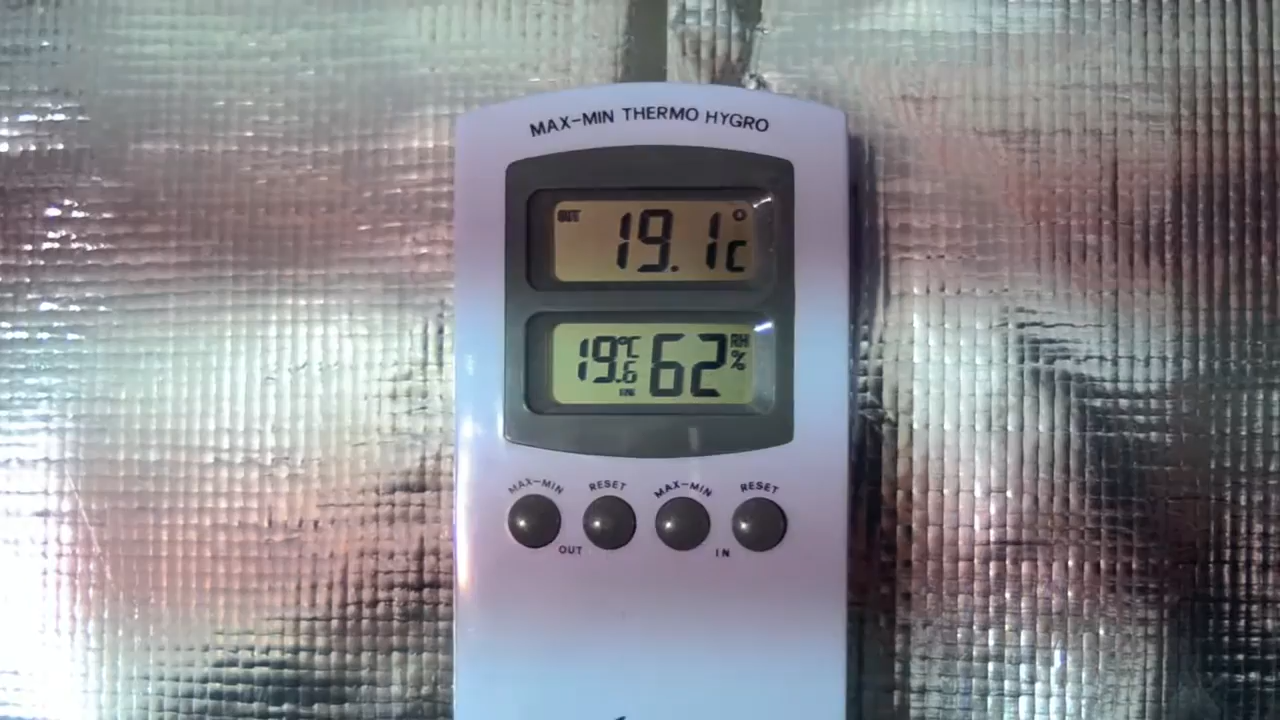 MAX-MIN THERMO HYGRO
OUT 19.1°C
19.6°C IN 62 RH %
MAX-MIN RESET MAX-MIN RESET
OUT IN